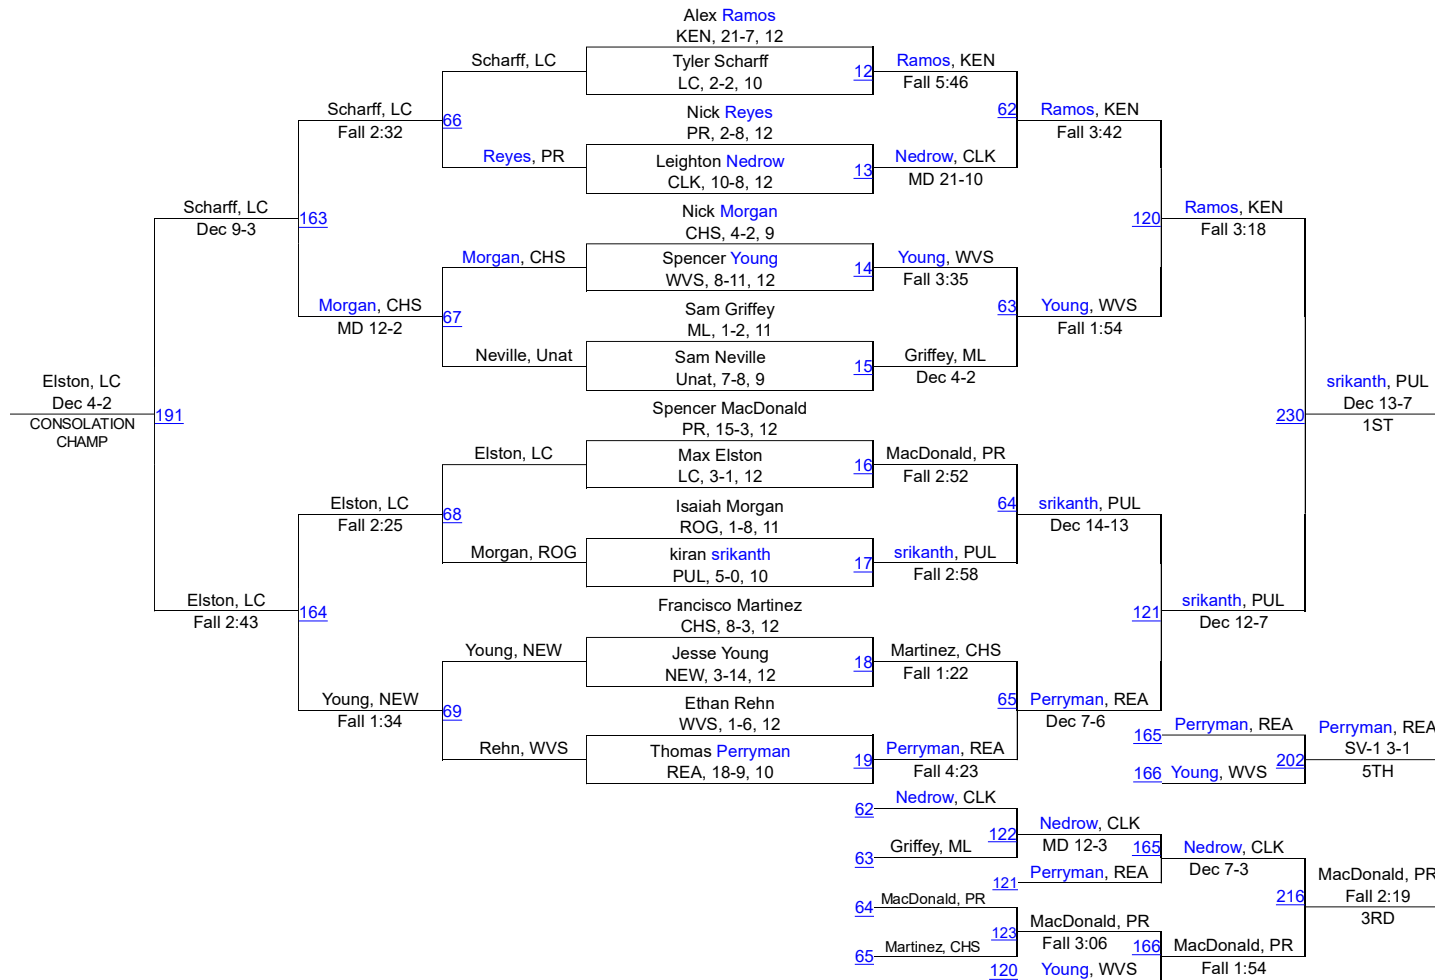 Alex Ramos
KEN, 21-7, 12
Scharff, LC
Tyler Scharff
LC, 2-2, 10
12
Ramos, KEN
Fall 5:46
Scharff, LC
Fall 2:32
66
Nick Reyes
PR, 2-8, 12
62
Ramos, KEN
Fall 3:42
Reyes, PR
Leighton Nedrow
CLK, 10-8, 12
13
Nedrow, CLK
MD 21-10
Scharff, LC
Dec 9-3
163
Nick Morgan
CHS, 4-2, 9
120
Ramos, KEN
Fall 3:18
Morgan, CHS
Spencer Young
WVS, 8-11, 12
14
Young, WVS
Fall 3:35
Morgan, CHS
MD 12-2
67
Sam Griffey
ML, 1-2, 11
63
Young, WVS
Fall 1:54
Neville, Unat
Sam Neville
Unat, 7-8, 9
15
Griffey, ML
Dec 4-2
Elston, LC
Dec 4-2
CONSOLATION
CHAMP
191
Spencer MacDonald
PR, 15-3, 12
230
srikanth, PUL
Dec 13-7
1ST
Elston, LC
Max Elston
LC, 3-1, 12
16
MacDonald, PR
Fall 2:52
Elston, LC
Fall 2:25
68
Isaiah Morgan
ROG, 1-8, 11
64
srikanth, PUL
Dec 14-13
Morgan, ROG
kiran srikanth
PUL, 5-0, 10
17
srikanth, PUL
Fall 2:58
Elston, LC
Fall 2:43
164
Francisco Martinez
CHS, 8-3, 12
121
srikanth, PUL
Dec 12-7
Young, NEW
Jesse Young
NEW, 3-14, 12
18
Martinez, CHS
Fall 1:22
Young, NEW
Fall 1:34
69
Ethan Rehn
WVS, 1-6, 12
65
Perryman, REA
Dec 7-6
Rehn, WVS
Thomas Perryman
REA, 18-9, 10
19
Perryman, REA
Fall 4:23
165
Perryman, REA
166
Young, WVS
202
Perryman, REA
SV-1 3-1
5TH
62
Nedrow, CLK
63
Griffey, ML
122
Nedrow, CLK
MD 12-3
121
Perryman, REA
165
Nedrow, CLK
Dec 7-3
64
MacDonald, PR
65
Martinez, CHS
123
MacDonald, PR
Fall 3:06
120
Young, WVS
166
MacDonald, PR
Fall 1:54
216
MacDonald, PR
Fall 2:19
3RD